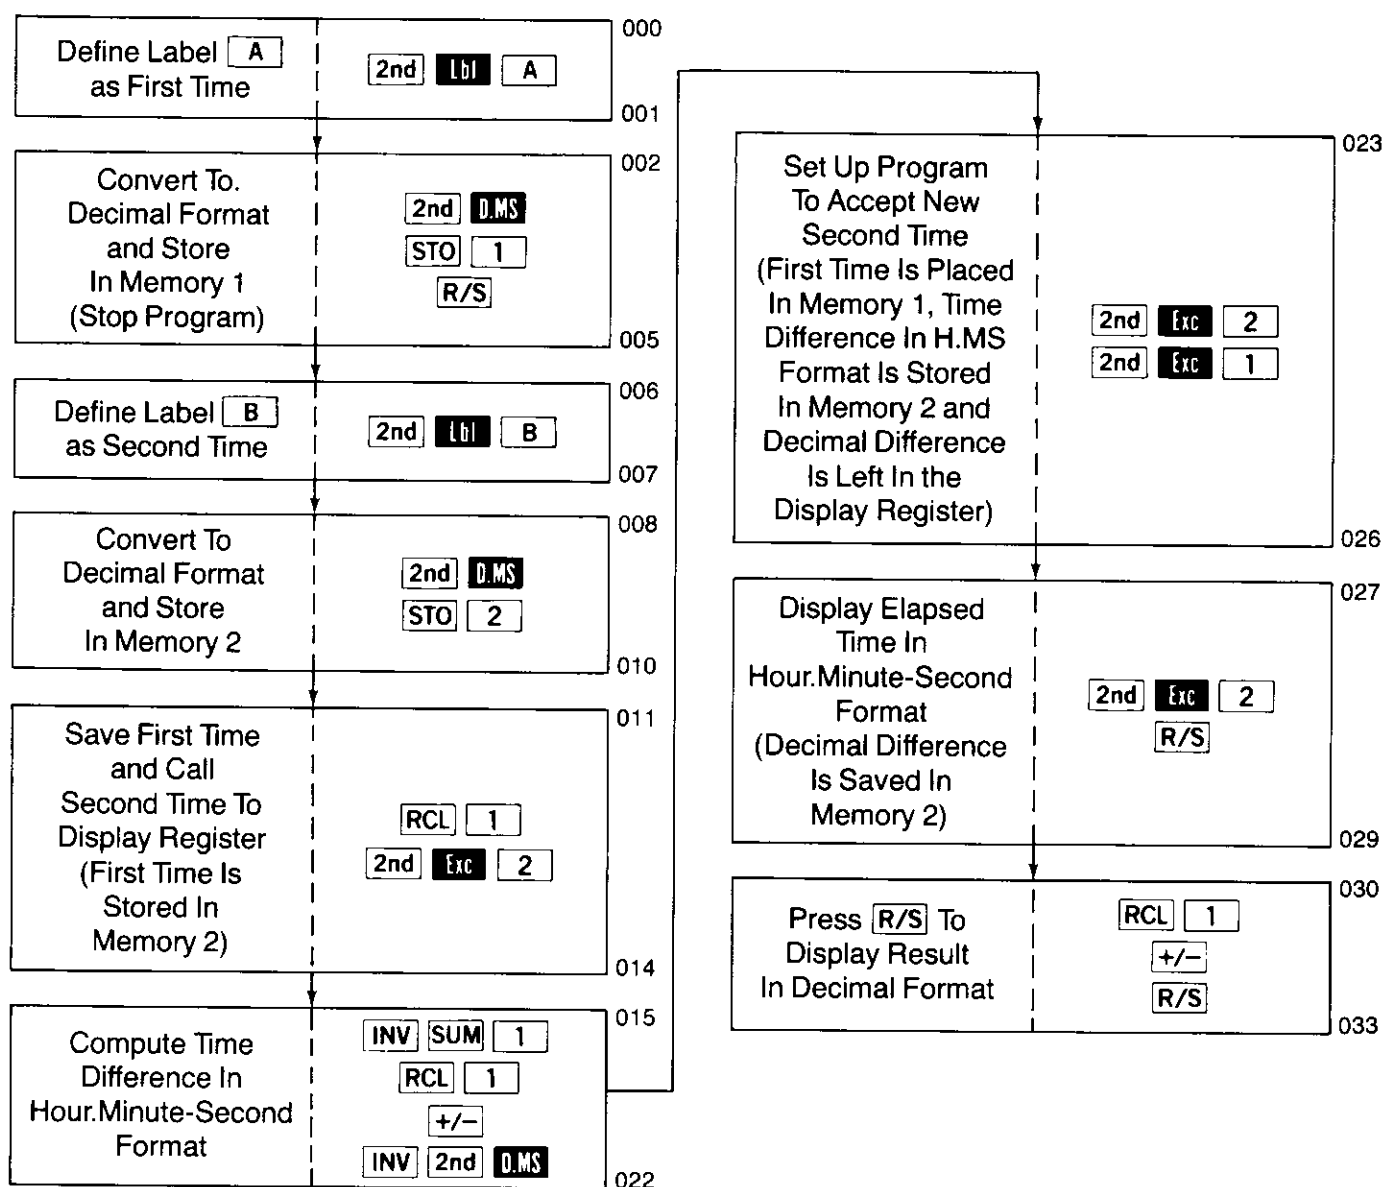 000
Define Label A
as First Time
2nd Lbl A
001
002
Convert To.
Decimal Format
and Store
In Memory 1
(Stop Program)
2nd D.MS
STO 1
R/S
005
006
Define Label B
as Second Time
2nd Lbl B
007
008
Convert To
Decimal Format
and Store
In Memory 2
2nd D.MS
STO 2
010
011
Save First Time
and Call
Second Time To
Display Register
(First Time Is
Stored In
Memory 2)
RCL 1
2nd Exc 2
014
015
Compute Time
Difference In
Hour.Minute-Second
Format
INV SUM 1
RCL 1
+/−
INV 2nd D.MS
022
023
Set Up Program
To Accept New
Second Time
(First Time Is Placed
In Memory 1, Time
Difference In H.MS
Format Is Stored
In Memory 2 and
Decimal Difference
Is Left In the
Display Register)
2nd Exc 2
2nd Exc 1
026
027
Display Elapsed
Time In
Hour.Minute-Second
Format
(Decimal Difference
Is Saved In
Memory 2)
2nd Exc 2
R/S
029
030
Press R/S To
Display Result
In Decimal Format
RCL 1
+/−
R/S
033